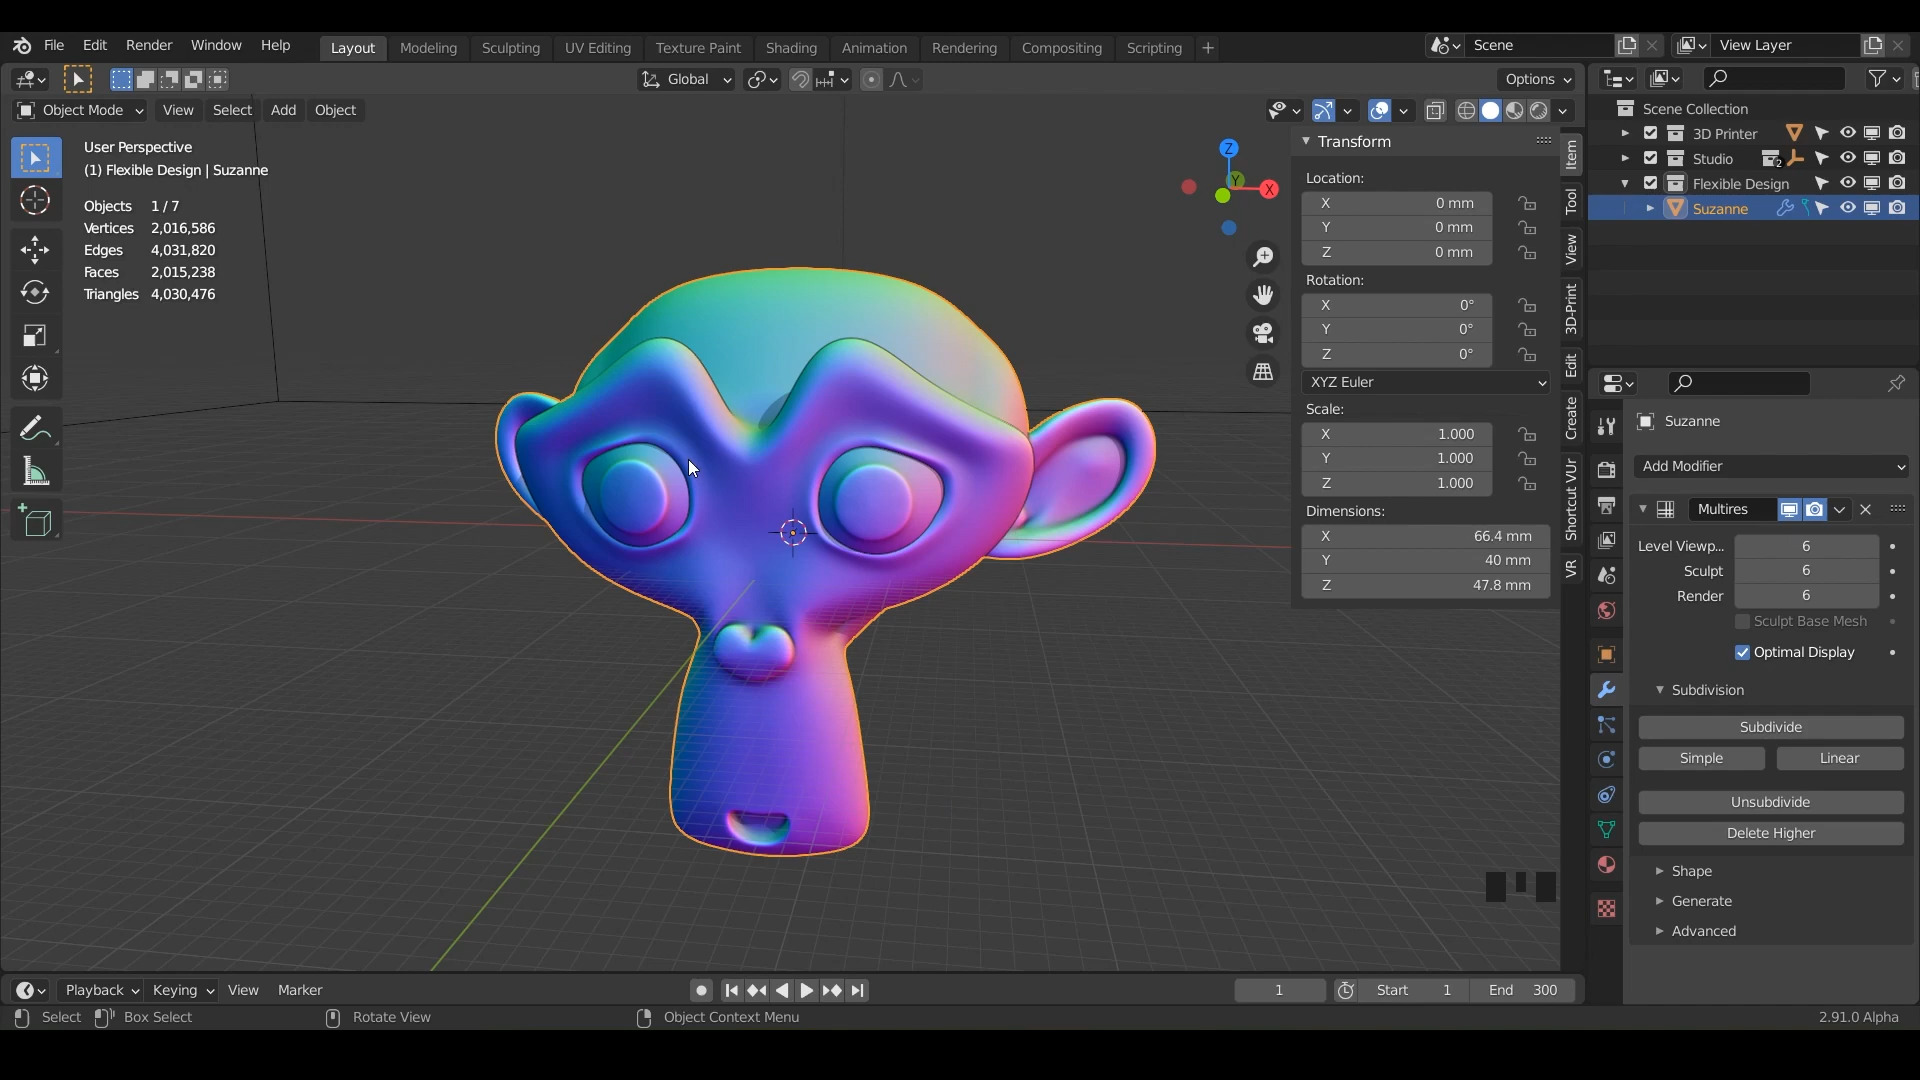 File Edit Render Window Help Layout Modeling Sculpting UV Editing Texture Paint Shading Animation Rendering Compositing Scripting + Scene View Layer
Global Options
Object Mode View Select Add Object
User Perspective
(1) Flexible Design | Suzanne
Objects 1 / 7
Vertices 2,016,586
Edges 4,031,820
Faces 2,015,238
Triangles 4,030,476
Z
Y
X
Transform
Location:
X 0 mm
Y 0 mm
Z 0 mm
Rotation:
X 0°
Y 0°
Z 0°
XYZ Euler
Scale:
X 1.000
Y 1.000
Z 1.000
Dimensions:
X 66.4 mm
Y 40 mm
Z 47.8 mm
Item
Tool
View
3D-Print
Edit
Create
Shortcut VUr
VR
Scene Collection
3D Printer
Studio 2
Flexible Design
Suzanne
Suzanne
Add Modifier
Multires
Level Viewp... 6
Sculpt 6
Render 6
Sculpt Base Mesh
Optimal Display
Subdivision
Subdivide
Simple Linear
Unsubdivide
Delete Higher
Shape
Generate
Advanced
Playback Keying View Marker 1 Start 1 End 300
Select Box Select Rotate View Object Context Menu 2.91.0 Alpha